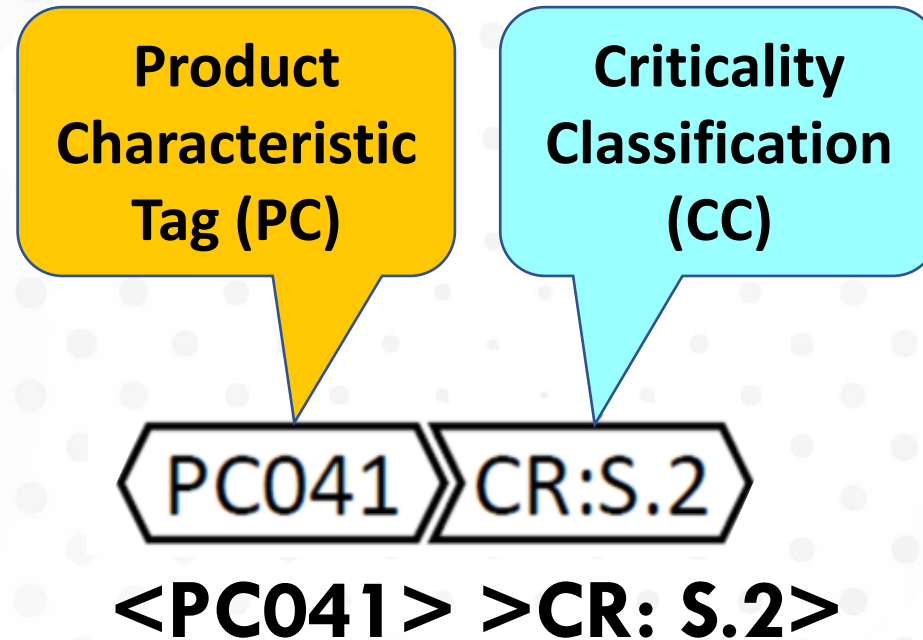 Product
Characteristic
Tag (PC)
Criticality
Classification
(CC)
PC041 CR:S.2
<PC041> >CR: S.2>